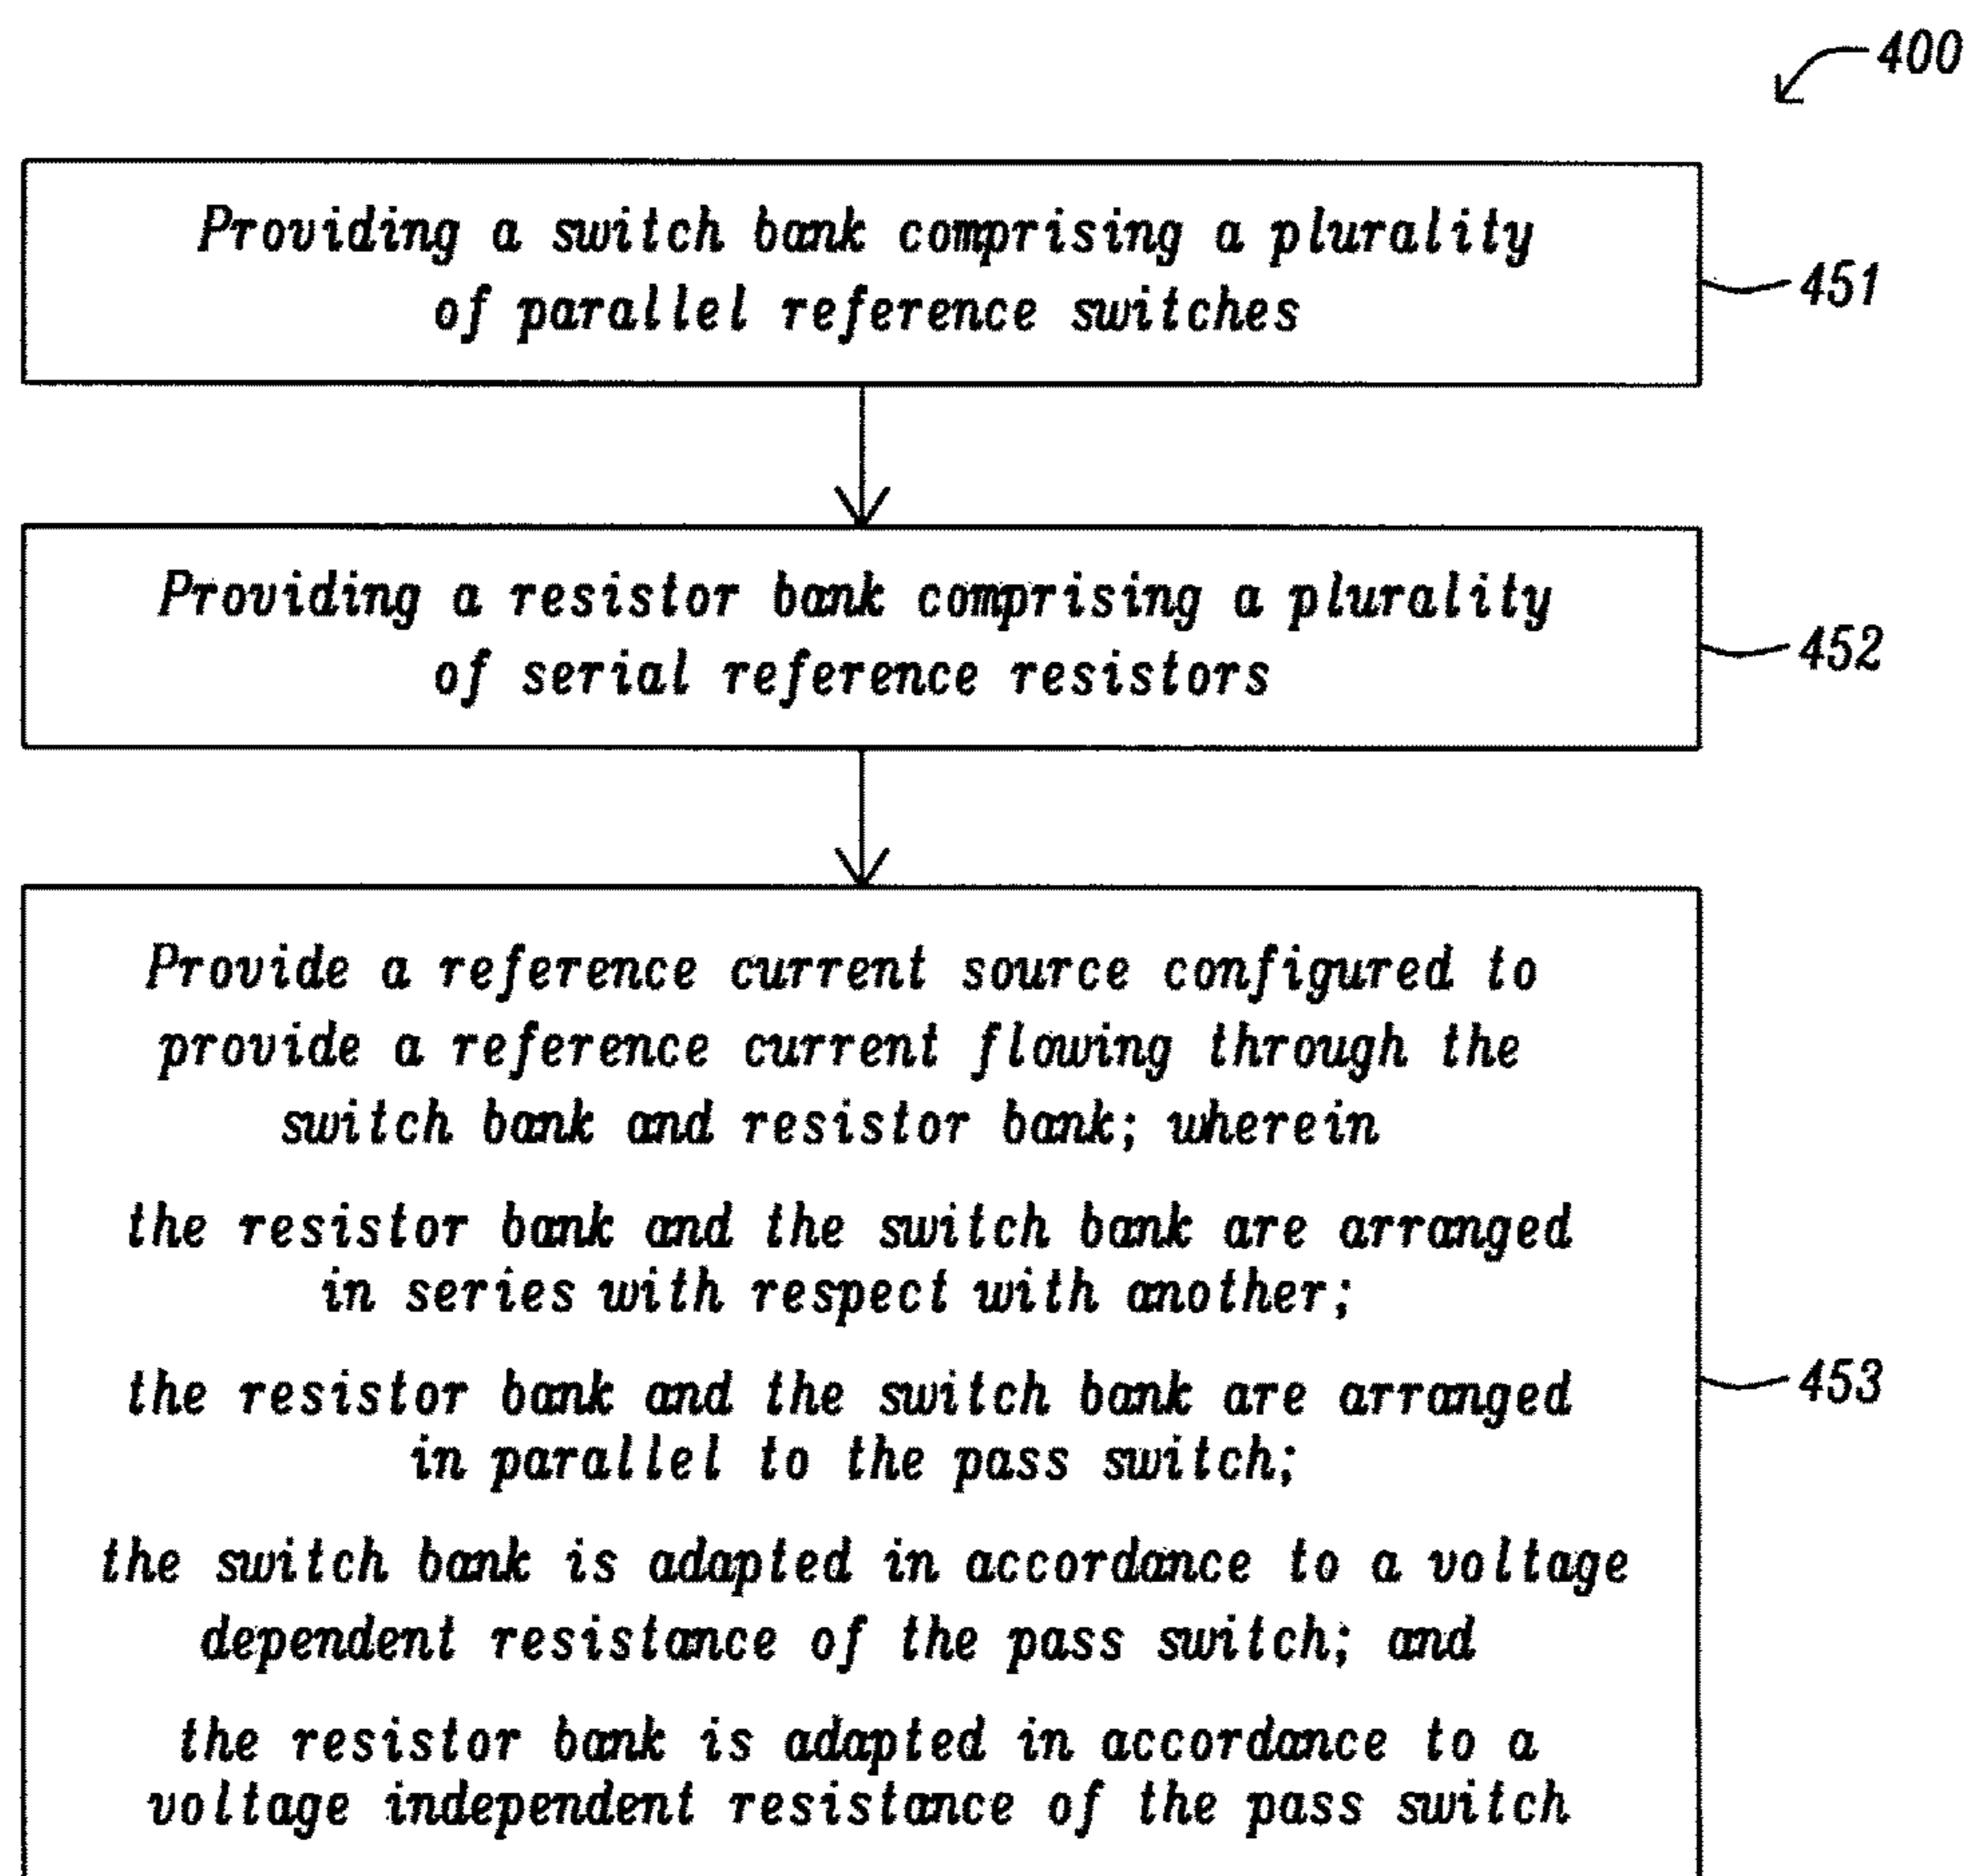 400
Providing a switch bank comprising a plurality
of parallel reference switches
451
Providing a resistor bank comprising a plurality
of serial reference resistors
452
Provide a reference current source configured to
provide a reference current flowing through the
switch bank and resistor bank; wherein
the resistor bank and the switch bank are arranged
in series with respect with another;
the resistor bank and the switch bank are arranged
in parallel to the pass switch;
453
the switch bank is adapted in accordance to a voltage
dependent resistance of the pass switch; and
the resistor bank is adapted in accordance to a
voltage independent resistance of the pass switch